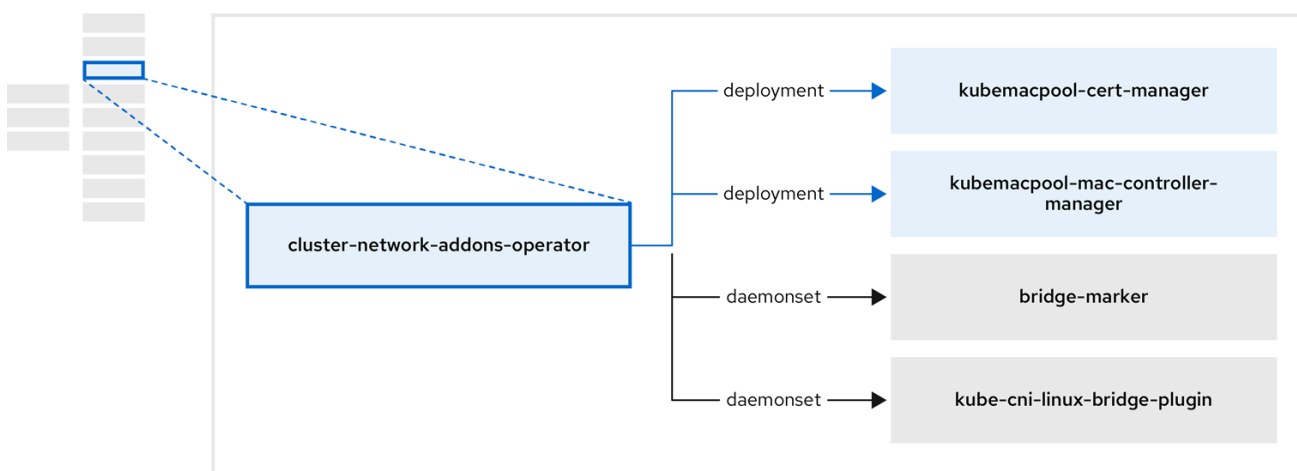 deployment
kubemacpool-cert-manager
deployment
kubemacpool-mac-controller-
manager
cluster-network-addons-operator
daemonset
bridge-marker
daemonset
kube-cni-linux-bridge-plugin